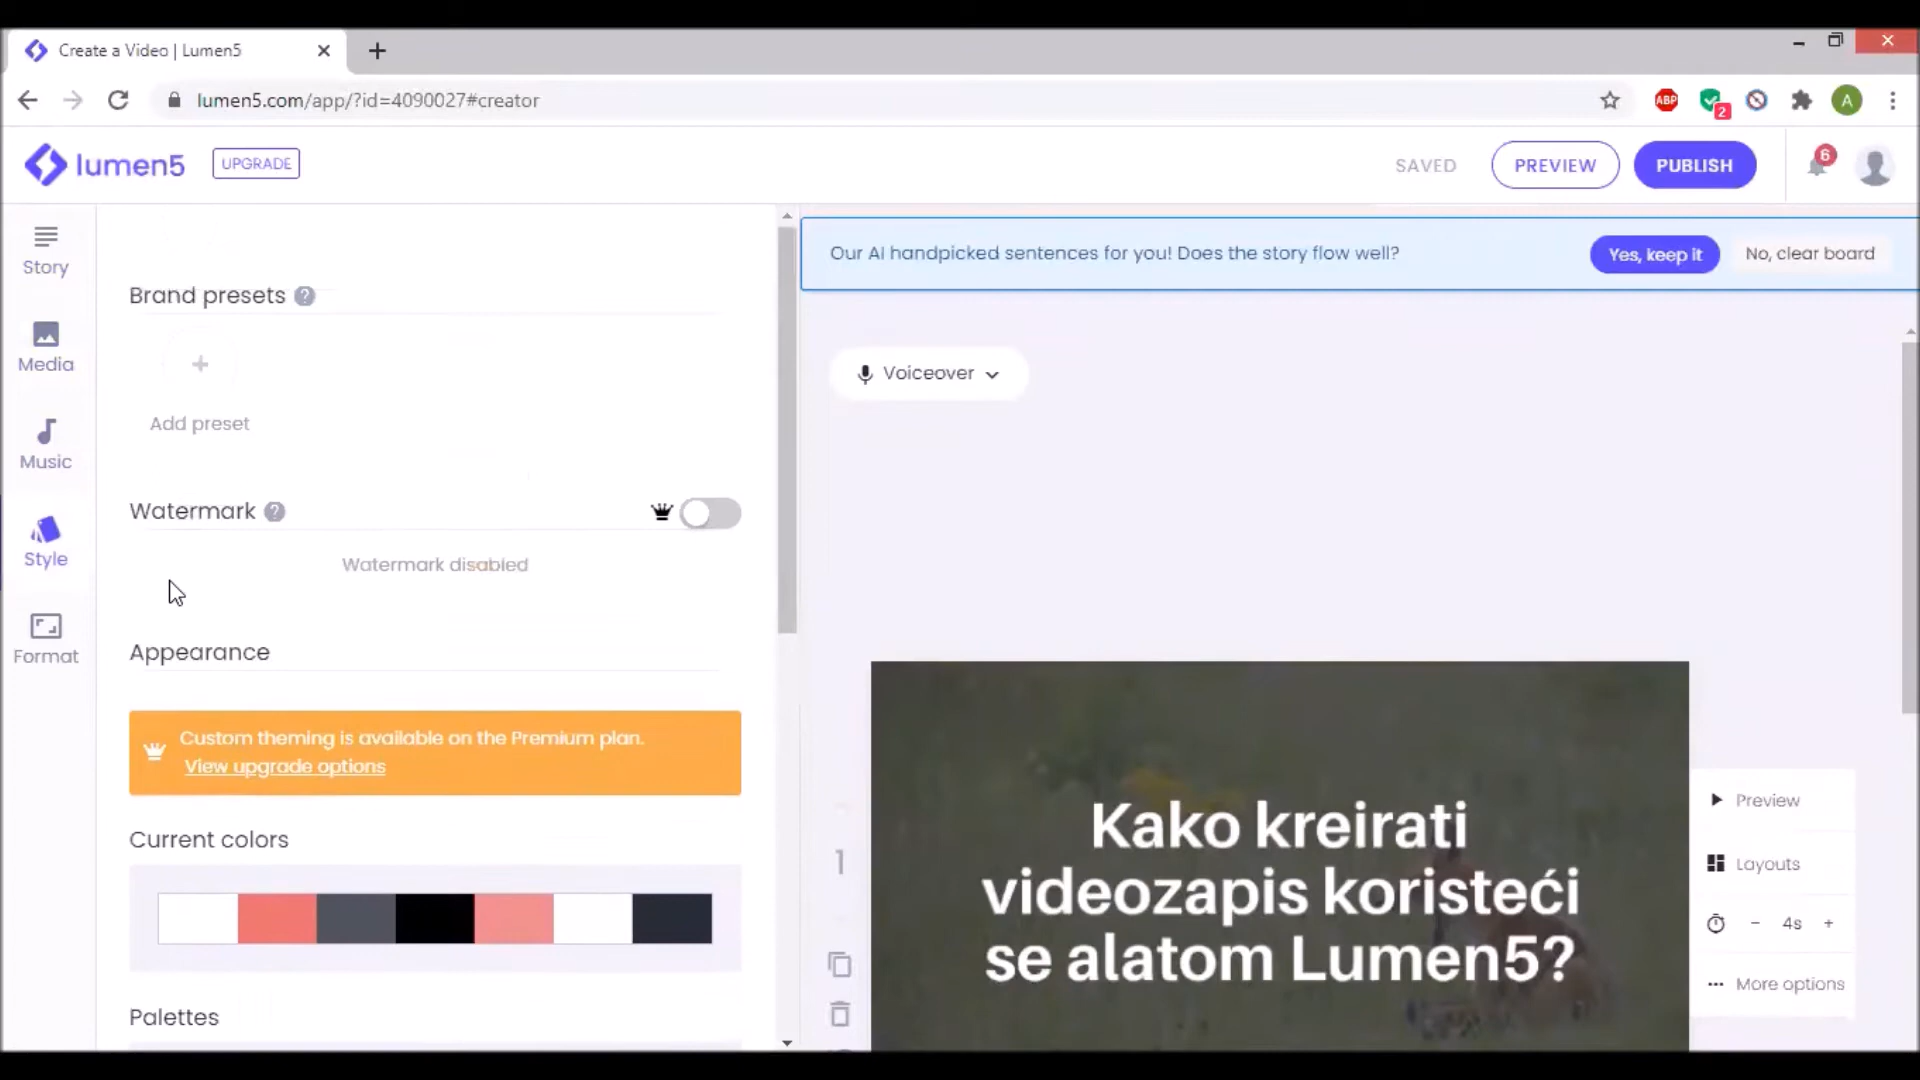 Create a Video | Lumen5
lumen5.com/app/?id=4090027#creator
ABP
2
A
lumen5
UPGRADE
SAVED
PREVIEW
PUBLISH
6
Story
Media
Music
Style
Format
Brand presets ?
+
Add preset
Watermark ?
Watermark disabled
Appearance
Custom theming is available on the Premium plan.
View upgrade options
Current colors
Palettes
Our AI handpicked sentences for you! Does the story flow well?
Yes, keep it
No, clear board
Voiceover
1
Kako kreirati
videozapis koristeći
se alatom Lumen5?
Preview
Layouts
- 4s +
More options